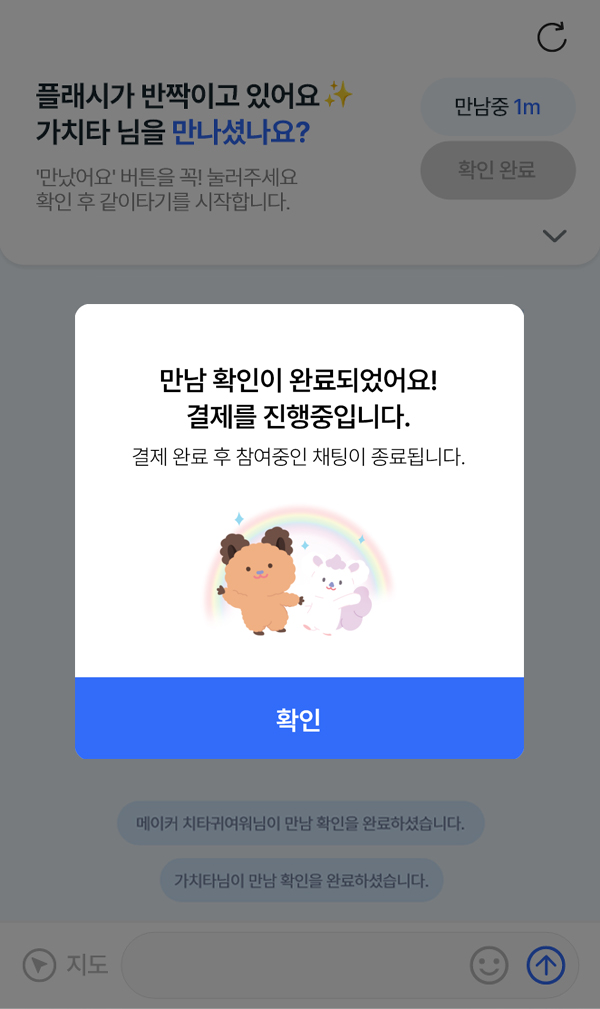 플래시가 반짝이고 있어요✨
가치타 님을 만나셨나요?
'만났어요' 버튼을 꼭! 눌러주세요
확인 후 같이타기를 시작합니다.
만남중 1m
확인 완료
만남 확인이 완료되었어요!
결제를 진행중입니다.
결제 완료 후 참여중인 채팅이 종료됩니다.
확인
메이커 치타귀여워님이 만남 확인을 완료하셨습니다.
가치타님이 만남 확인을 완료하셨습니다.
지도